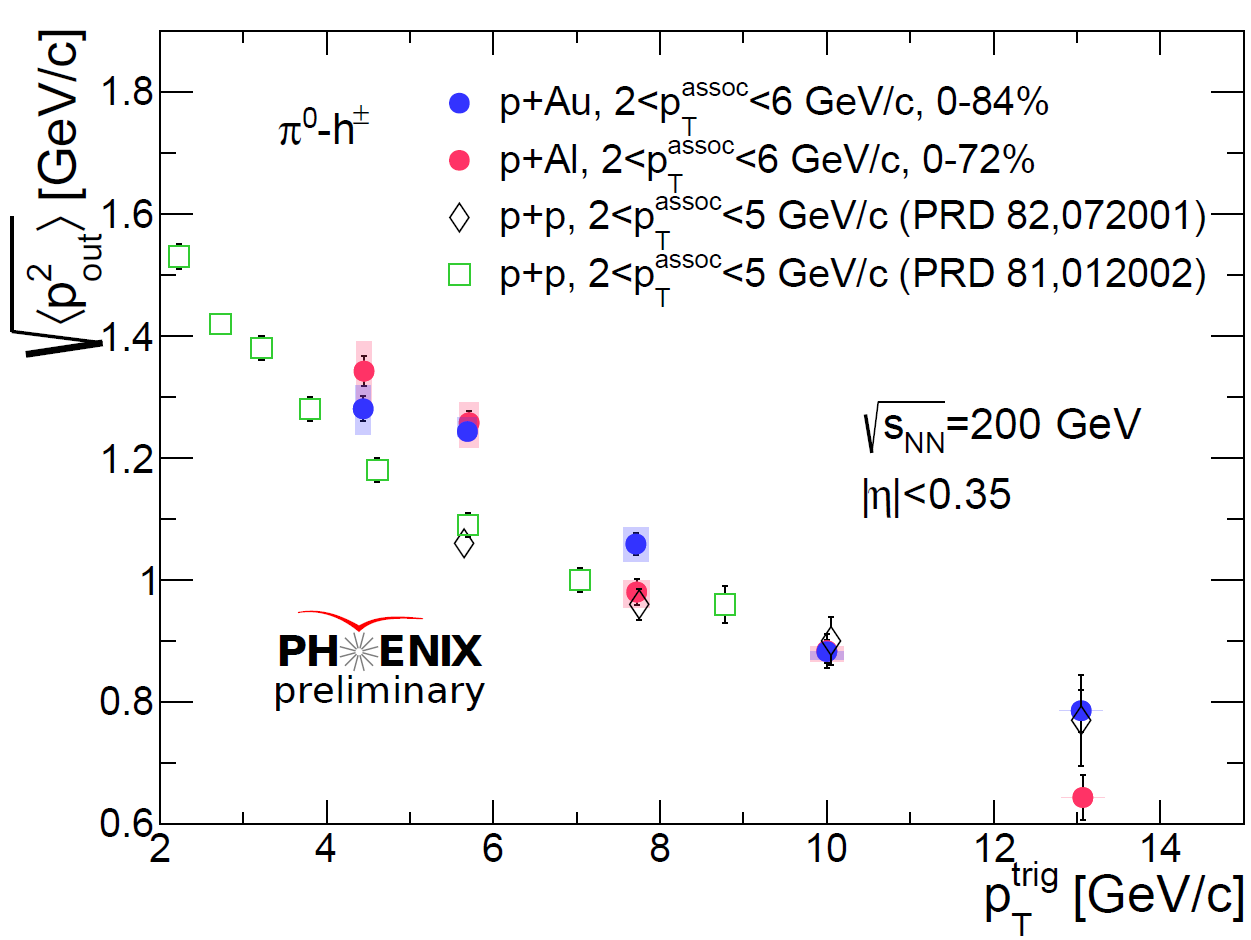 √⟨p²out⟩ [GeV/c]
1.8
1.6
1.4
1.2
1
0.8
0.6
π⁰-h±
p+Au, 2<pTassoc<6 GeV/c, 0-84%
p+Al, 2<pTassoc<6 GeV/c, 0-72%
p+p, 2<pTassoc<5 GeV/c (PRD 82,072001)
p+p, 2<pTassoc<5 GeV/c (PRD 81,012002)
√sNN=200 GeV
|η|<0.35
PHENIX
preliminary
2 4 6 8 10 12 14
pTtrig [GeV/c]